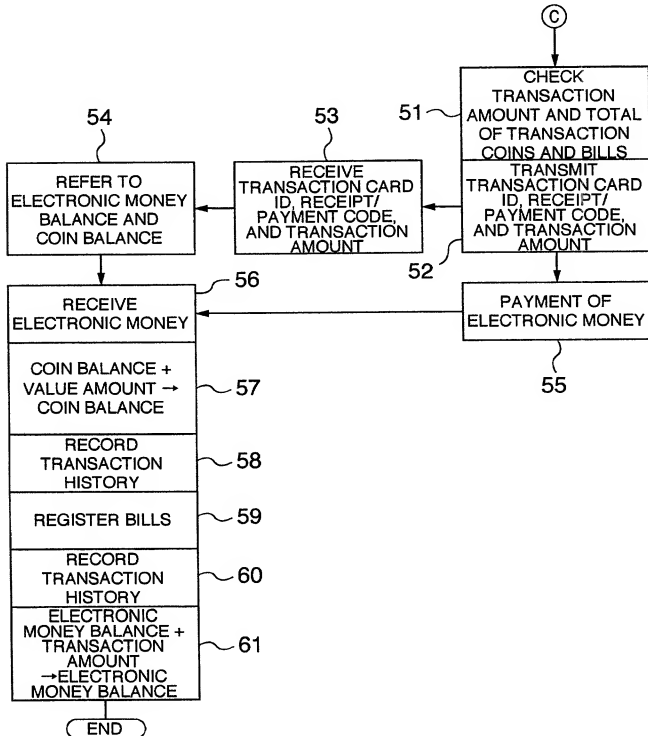 C
CHECK
TRANSACTION
AMOUNT AND TOTAL
OF TRANSACTION
COINS AND BILLS
51
TRANSMIT
TRANSACTION CARD
ID, RECEIPT/
PAYMENT CODE,
AND TRANSACTION
AMOUNT
52
53
RECEIVE
TRANSACTION CARD
ID, RECEIPT/
PAYMENT CODE,
AND TRANSACTION
AMOUNT
54
REFER TO
ELECTRONIC MONEY
BALANCE AND
COIN BALANCE
PAYMENT OF
ELECTRONIC MONEY
55
56
RECEIVE
ELECTRONIC MONEY
COIN BALANCE +
VALUE AMOUNT →
COIN BALANCE
57
RECORD
TRANSACTION
HISTORY
58
REGISTER BILLS
59
RECORD
TRANSACTION
HISTORY
60
ELECTRONIC
MONEY BALANCE +
TRANSACTION
AMOUNT
→ELECTRONIC
MONEY BALANCE
61
END